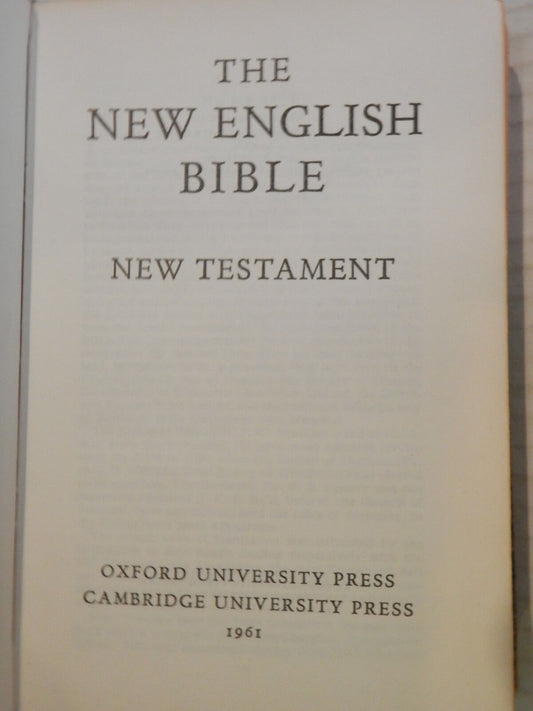 THE
NEW ENGLISH
BIBLE
NEW TESTAMENT
OXFORD UNIVERSITY PRESS
CAMBRIDGE UNIVERSITY PRESS
1961